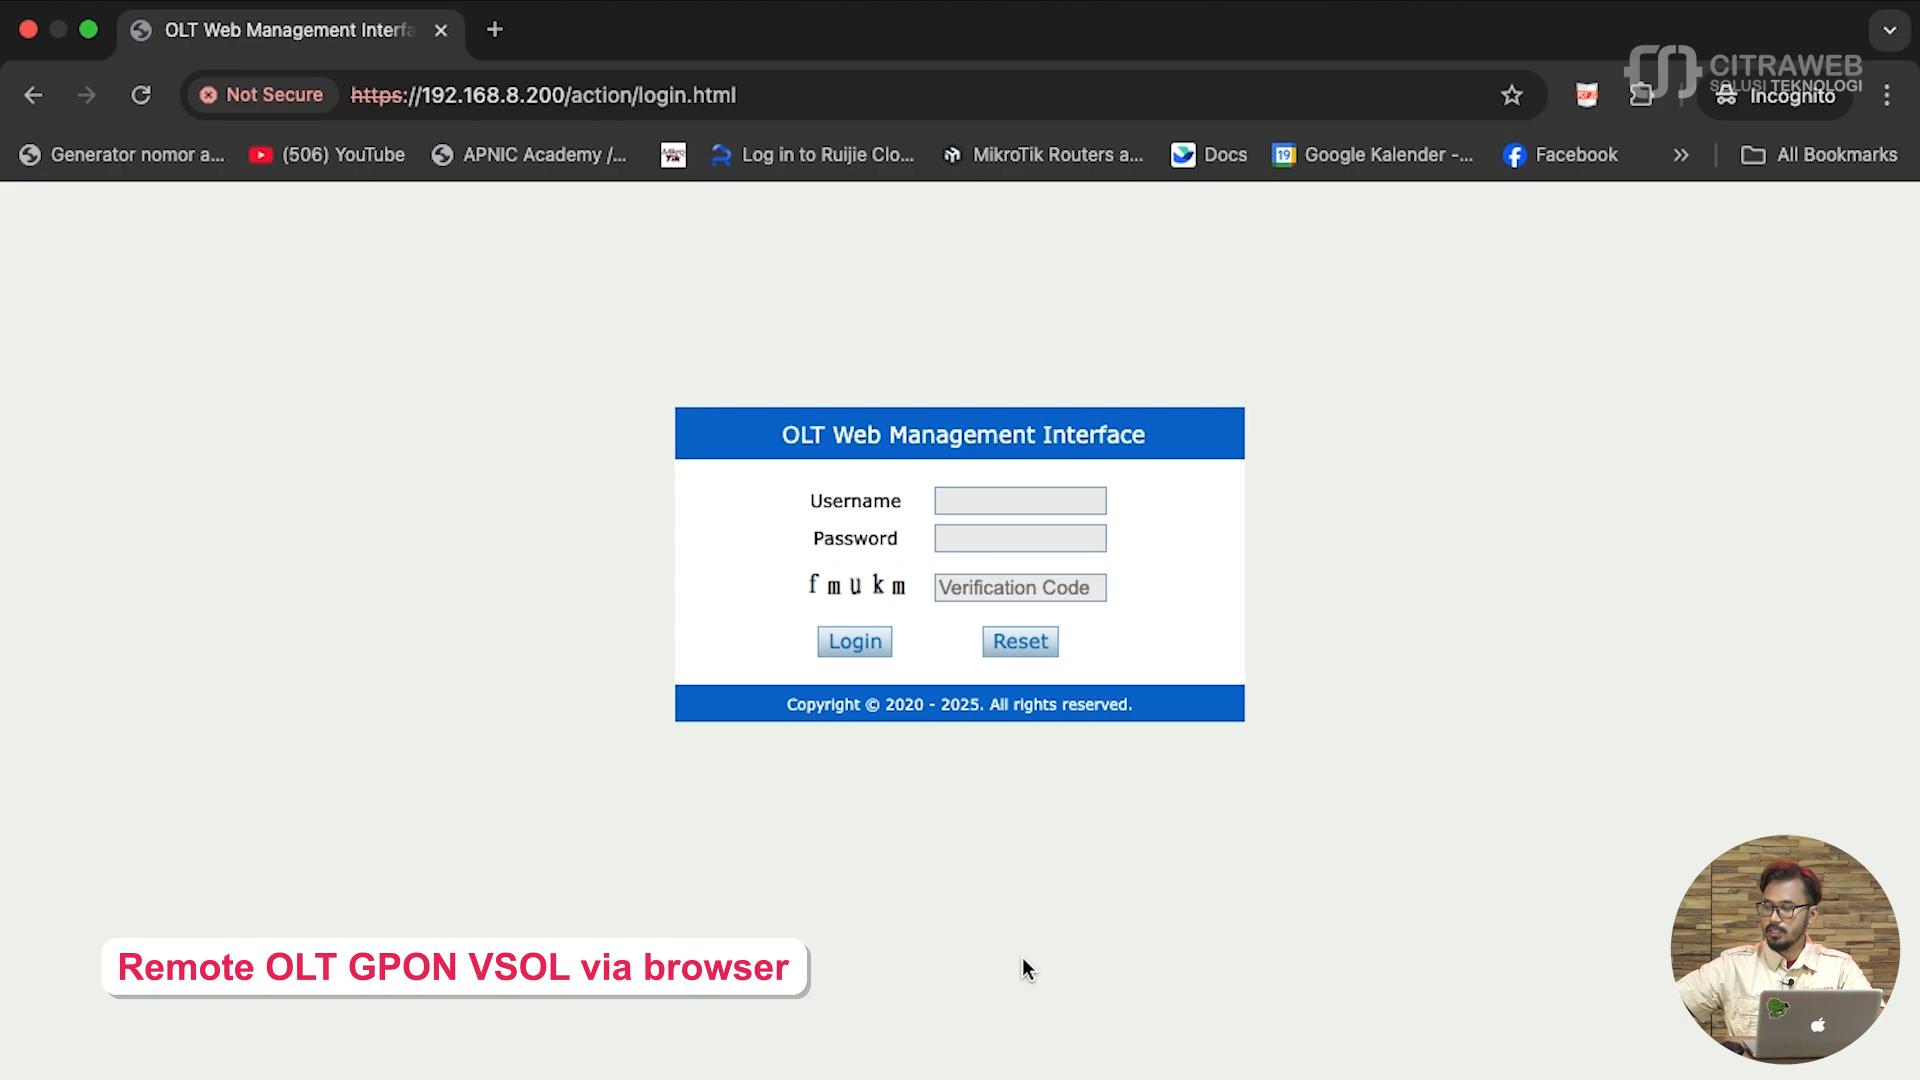 OLT Web Management Interfa
Not Secure
https://192.168.8.200/action/login.html
CITRAWEB
SOLUSI TEKNOLOGI
Incognito
Generator nomor a...
(506) YouTube
APNIC Academy /...
Log in to Ruijie Clo...
MikroTik Routers a...
Docs
19
Google Kalender -...
Facebook
All Bookmarks
OLT Web Management Interface
Username
Password
f m u k m
Verification Code
Login
Reset
Copyright © 2020 - 2025. All rights reserved.
Remote OLT GPON VSOL via browser